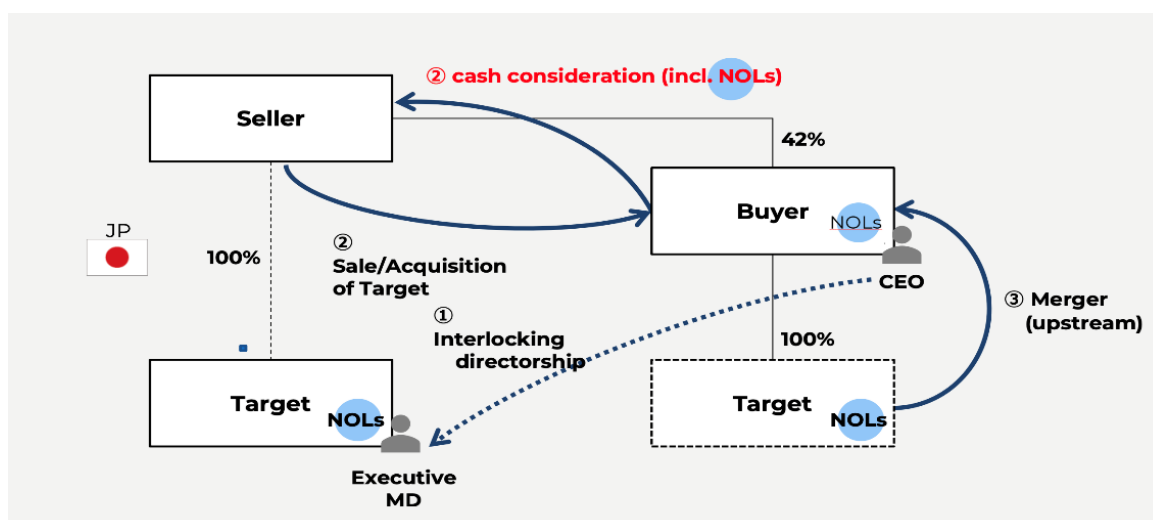 ② cash consideration (incl. NOLs)
Seller
42%
JP
100%
②
Sale/Acquisition
of Target
Buyer
NOLs
CEO
①
Interlocking
directorship
③ Merger
(upstream)
100%
Target
NOLs
Executive
MD
Target
NOLs